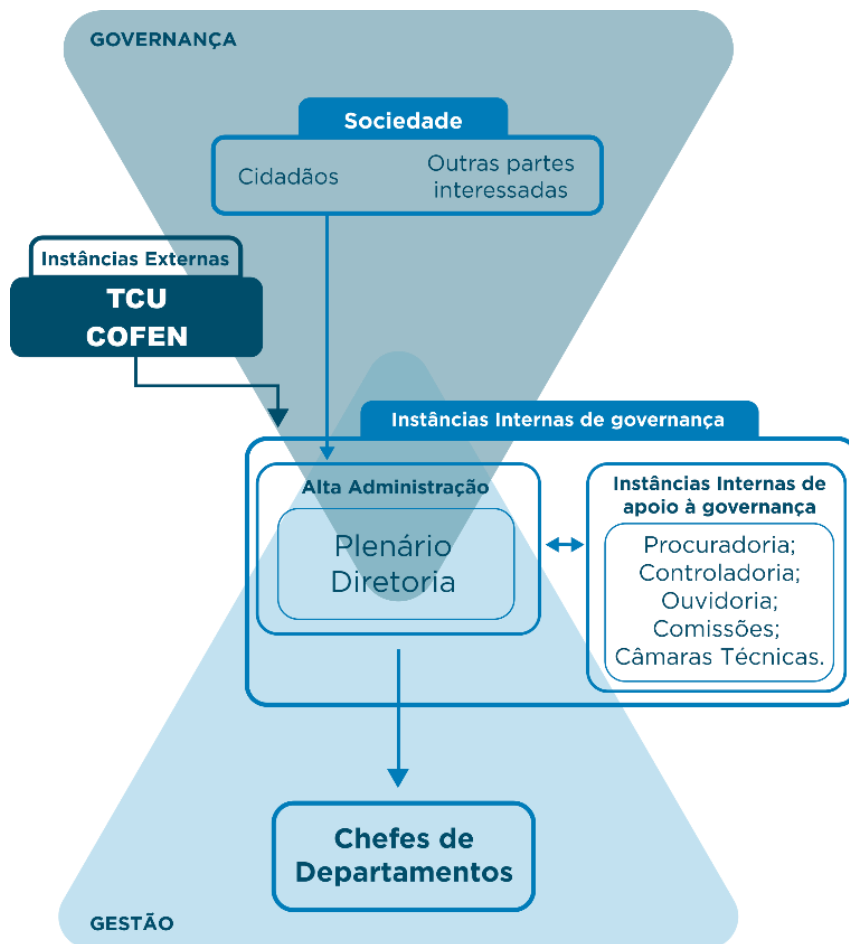 GOVERNANÇA
Sociedade
Cidadãos
Outras partes
interessadas
Instâncias Externas
TCU
COFEN
Instâncias Internas de governança
Alta Administração
Plenário
Diretoria
Instâncias Internas de
apoio à governança
Procuradoria;
Controladoria;
Ouvidoria;
Comissões;
Câmaras Técnicas.
Chefes de
Departamentos
GESTÃO